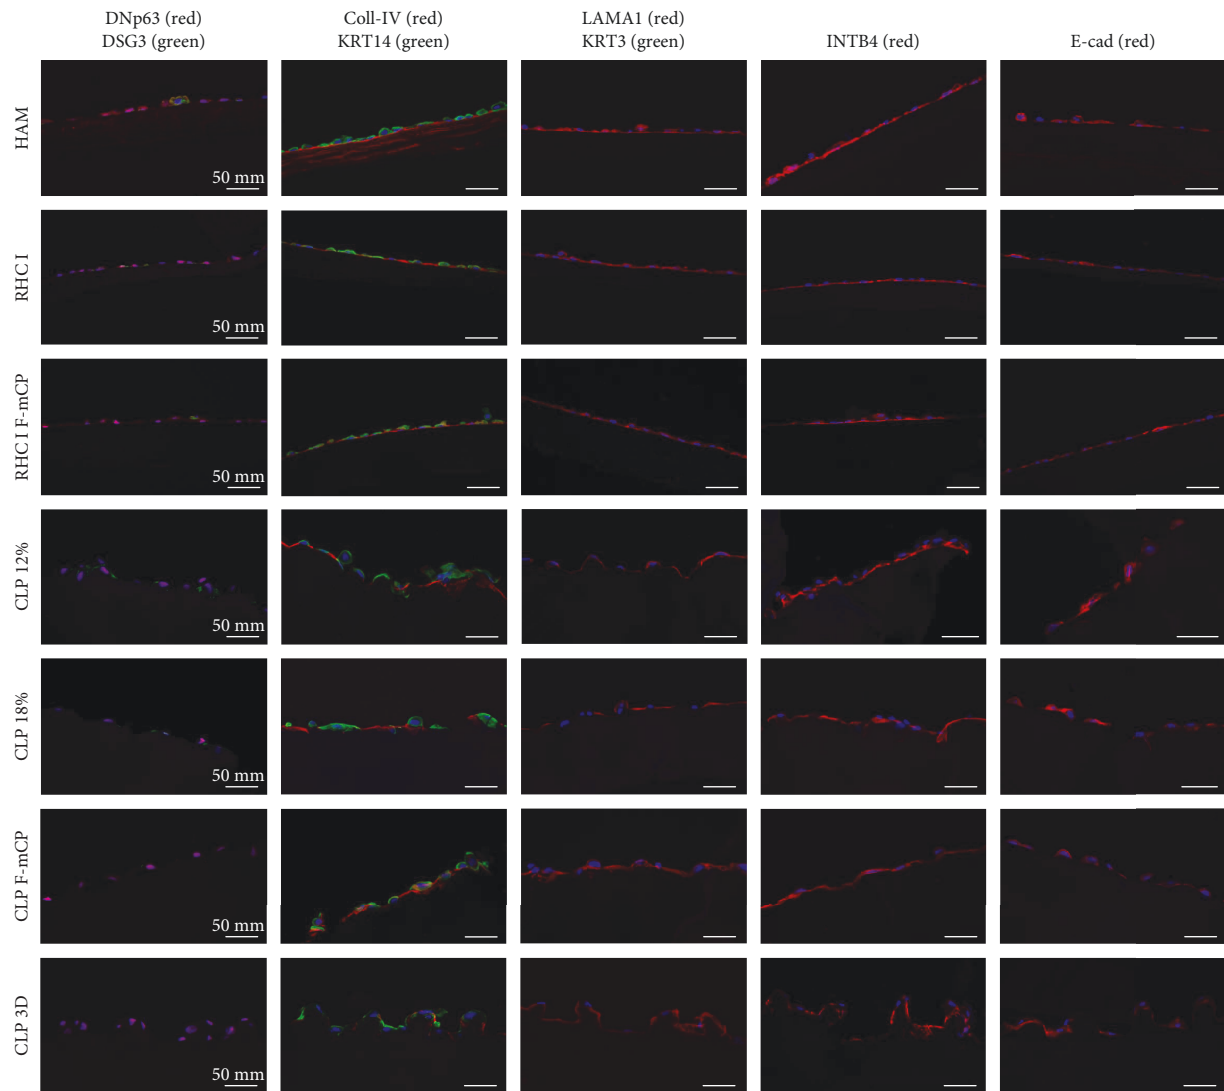 DNp63 (red)
DSG3 (green)
Coll-IV (red)
KRT14 (green)
LAMA1 (red)
KRT3 (green)
INTB4 (red)
E-cad (red)
HAM
50 mm
RHC I
50 mm
RHC I F-mCP
50 mm
CLP 12%
50 mm
CLP 18%
50 mm
CLP F-mCP
50 mm
CLP 3D
50 mm